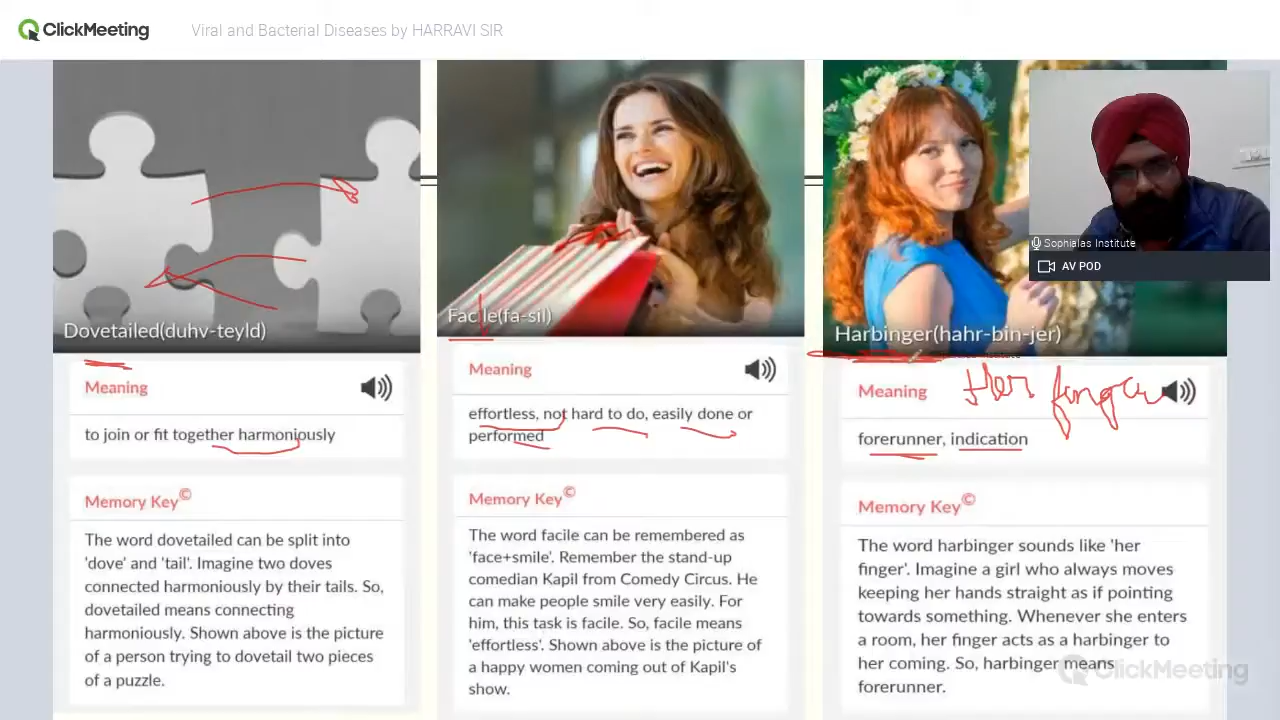 ClickMeeting
Viral and Bacterial Diseases by HARRAVI SIR
Dovetailed(duhv-teyld)
Meaning
to join or fit together harmoniously
Memory Key©
The word dovetailed can be split into
'dove' and 'tail'. Imagine two doves
connected harmoniously by their tails. So,
dovetailed means connecting
harmoniously. Shown above is the picture
of a person trying to dovetail two pieces
of a puzzle.
Facile(fa-sil)
Meaning
effortless, not hard to do, easily done or
performed
Memory Key©
The word facile can be remembered as
'face+smile'. Remember the stand-up
comedian Kapil from Comedy Circus. He
can make people smile very easily. For
him, this task is facile. So, facile means
'effortless'. Shown above is the picture of
a happy women coming out of Kapil's
show.
Harbinger(hahr-bin-jer)
Meaning
Her finger
forerunner, indication
Memory Key©
The word harbinger sounds like 'her
finger'. Imagine a girl who always moves
keeping her hands straight as if pointing
towards something. Whenever she enters
a room, her finger acts as a harbinger to
her coming. So, harbinger means
forerunner.
Sophialas Institute
AV POD
ClickMeeting